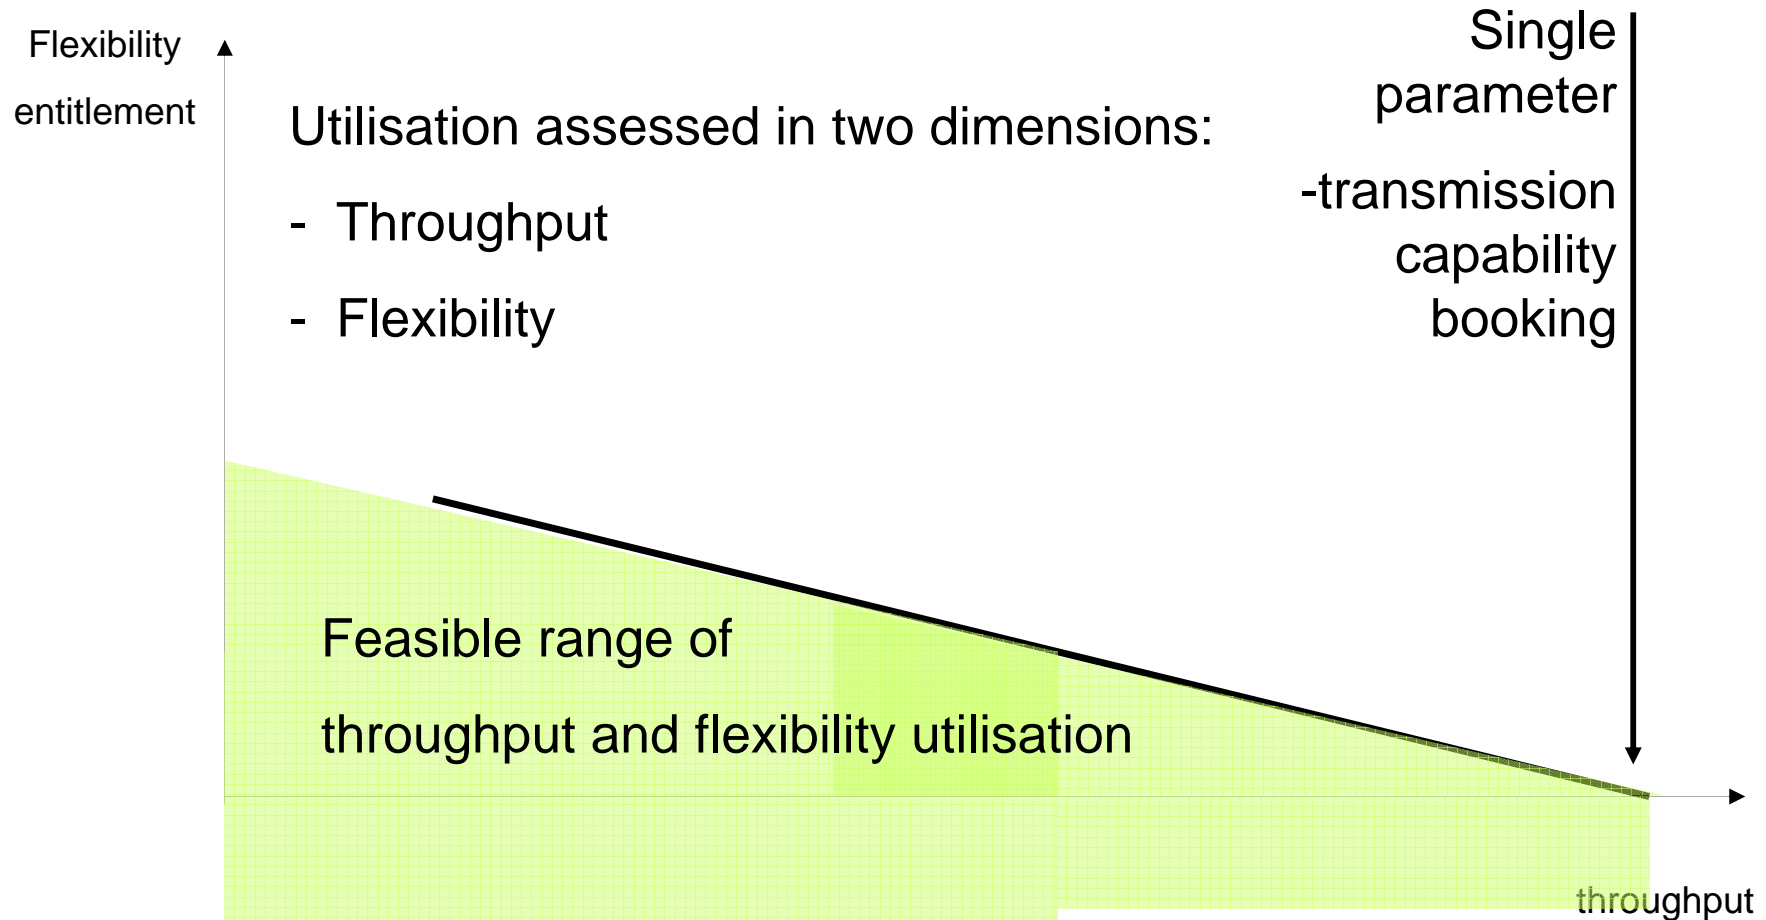 Flexibility
entitlement
Utilisation assessed in two dimensions:
- Throughput
- Flexibility
Single
parameter
-transmission
capability
booking
Feasible range of
throughput and flexibility utilisation
throughput